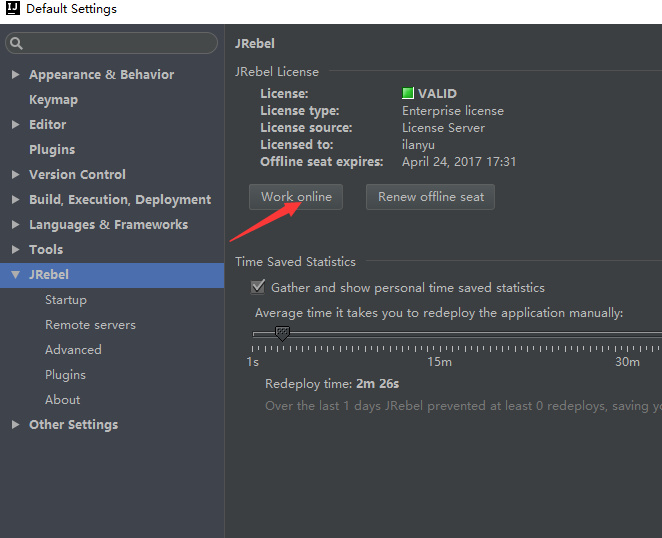 Default Settings
Appearance & Behavior
Keymap
Editor
Plugins
Version Control
Build, Execution, Deployment
Languages & Frameworks
Tools
JRebel
Startup
Remote servers
Advanced
Plugins
About
Other Settings
JRebel
JRebel License
License: VALID
License type: Enterprise license
License source: License Server
Licensed to: ilanyu
Offline seat expires: April 24, 2017 17:31
Work online Renew offline seat
Time Saved Statistics
Gather and show personal time saved statistics
Average time it takes you to redeploy the application manually:
1s 15m 30m
Redeploy time: 2m 26s
Over the last 1 days JRebel prevented at least 0 redeploys, saving